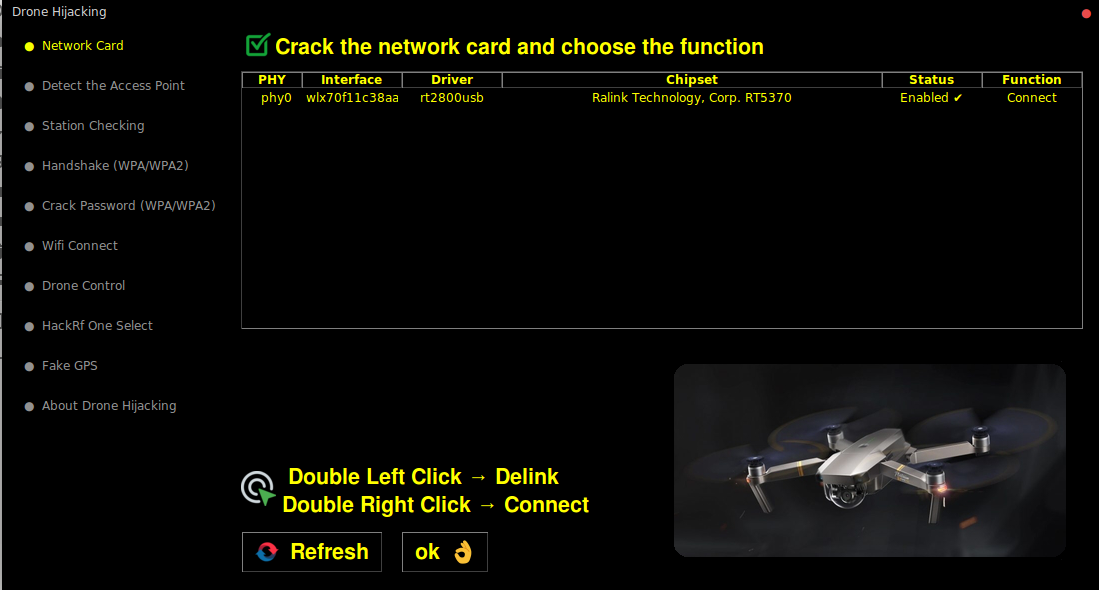 Drone Hijacking
Network Card
Detect the Access Point
Station Checking
Handshake (WPA/WPA2)
Crack Password (WPA/WPA2)
Wifi Connect
Drone Control
HackRf One Select
Fake GPS
About Drone Hijacking
Crack the network card and choose the function
PHY Interface Driver Chipset Status Function
phy0 wlx70f11c38aa rt2800usb Ralink Technology, Corp. RT5370 Enabled ✔ Connect
Double Left Click → Delink
Double Right Click → Connect
Refresh ok 👌